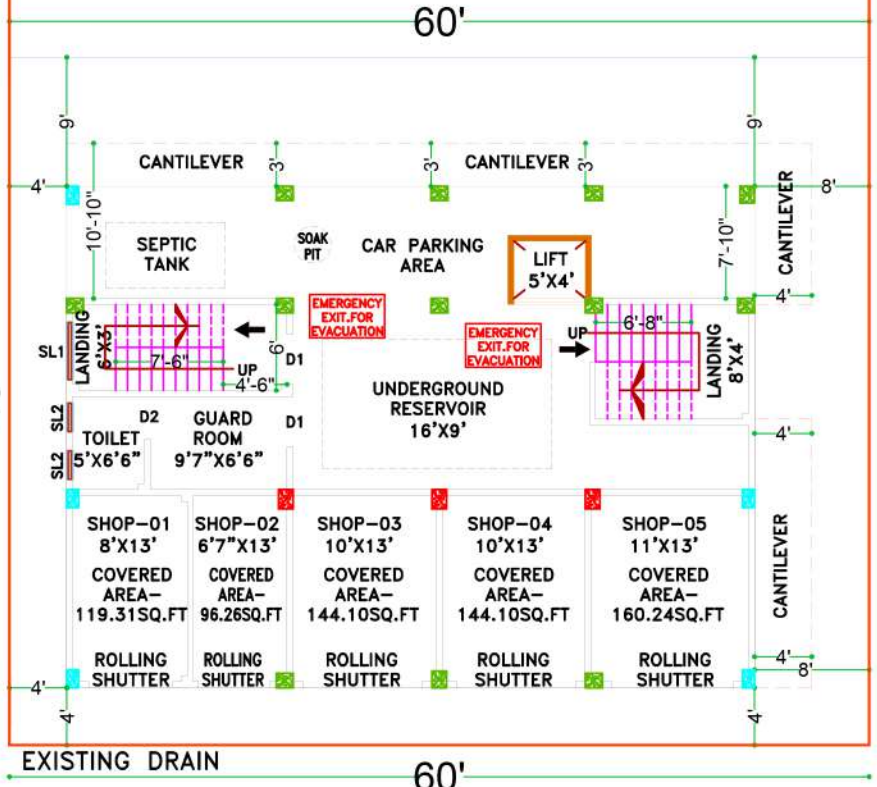 60'
9'
9'
CANTILEVER
3'
3'
CANTILEVER
3'
4'
8'
10'-10"
SEPTIC
TANK
SOAK
PIT
CAR PARKING
AREA
LIFT
5'X4'
7'-10"
CANTILEVER
4'
EMERGENCY
EXIT.FOR
EVACUATION
EMERGENCY
EXIT.FOR
EVACUATION
SL1
LANDING
6'X3'
7'-6"
UP
4'-6"
6'
D1
UP
6'-8"
LANDING
8'X4'
UNDERGROUND
RESERVOIR
16'X9'
SL2
SL2
TOILET
5'X6'6"
D2
GUARD
ROOM
9'7"X6'6"
D1
4'
SHOP-01
8'X13'
COVERED
AREA-
119.31SQ.FT
ROLLING
SHUTTER
SHOP-02
6'7"X13'
COVERED
AREA-
96.26SQ.FT
ROLLING
SHUTTER
SHOP-03
10'X13'
COVERED
AREA-
144.10SQ.FT
ROLLING
SHUTTER
SHOP-04
10'X13'
COVERED
AREA-
144.10SQ.FT
ROLLING
SHUTTER
SHOP-05
11'X13'
COVERED
AREA-
160.24SQ.FT
ROLLING
SHUTTER
CANTILEVER
4'
8'
4'
4'
4'
EXISTING DRAIN
60'